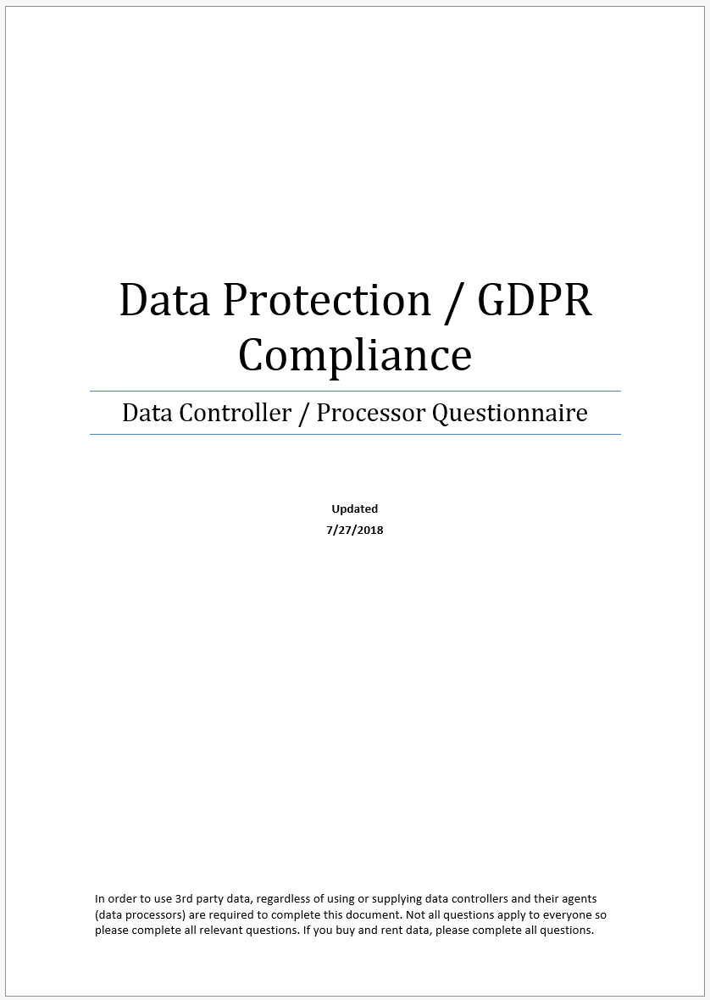 Data Protection / GDPR
Compliance
Data Controller / Processor Questionnaire
Updated
7/27/2018
In order to use 3rd party data, regardless of using or supplying data controllers and their agents
(data processors) are required to complete this document. Not all questions apply to everyone so
please complete all relevant questions. If you buy and rent data, please complete all questions.